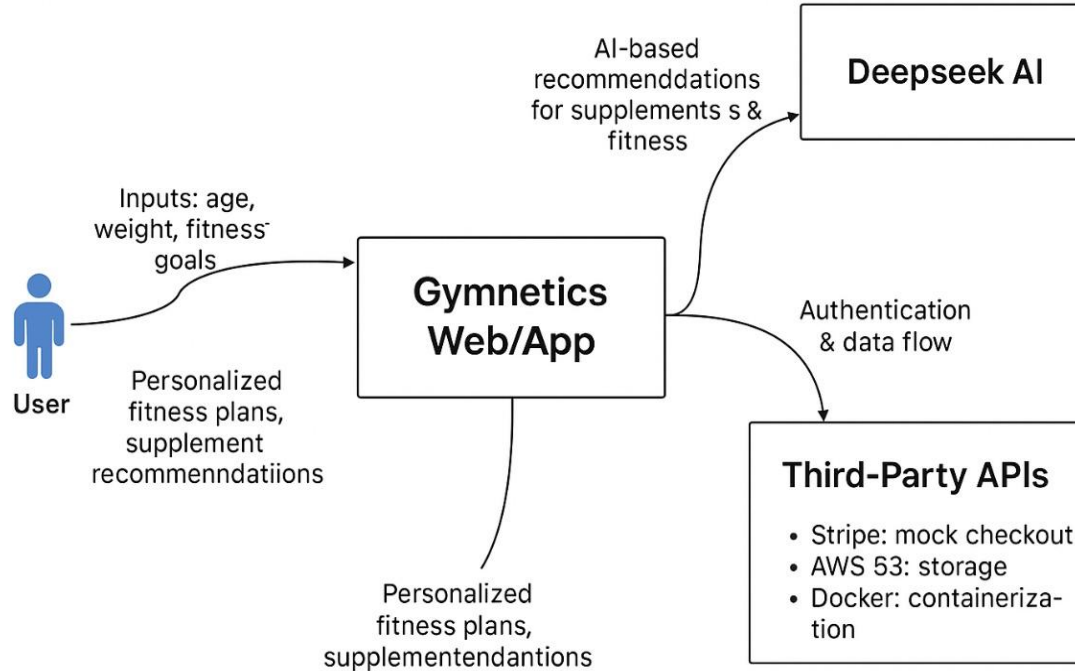 AI-based
recommenddations
for supplements s &
fitness
Deepseek AI
Inputs: age,
weight, fitness
goals
Gymnetics
Web/App
User
Authentication
& data flow
Personalized
fitness plans,
supplement
recommenndatiions
Third-Party APIs
• Stripe: mock checkout
• AWS 53: storage
• Docker: containeriza-
tion
Personalized
fitness plans,
supplementendantions